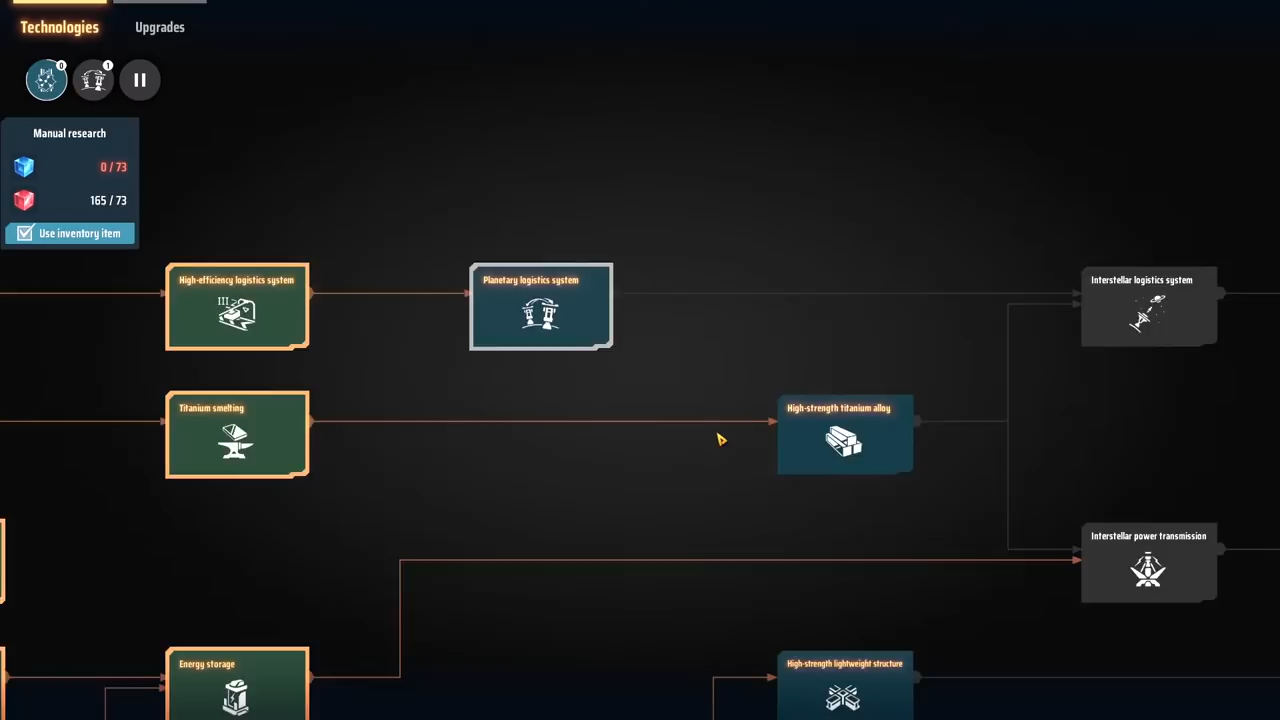 Technologies
Upgrades
0
1
Manual research
0 / 73
165 / 73
Use inventory item
High-efficiency logistics system
III
Planetary logistics system
Interstellar logistics system
Titanium smelting
High-strength titanium alloy
Interstellar power transmission
Energy storage
High-strength lightweight structure